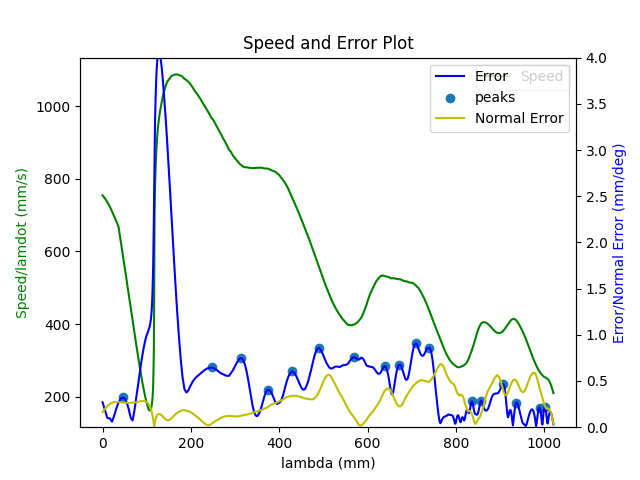 Speed and Error Plot
Error
Speed
peaks
Normal Error
Speed/lamdot (mm/s)
1000
800
600
400
200
4.0
3.5
3.0
2.5
2.0
1.5
1.0
0.5
0.0
Error/Normal Error (mm/deg)
0 200 400 600 800 1000
lambda (mm)